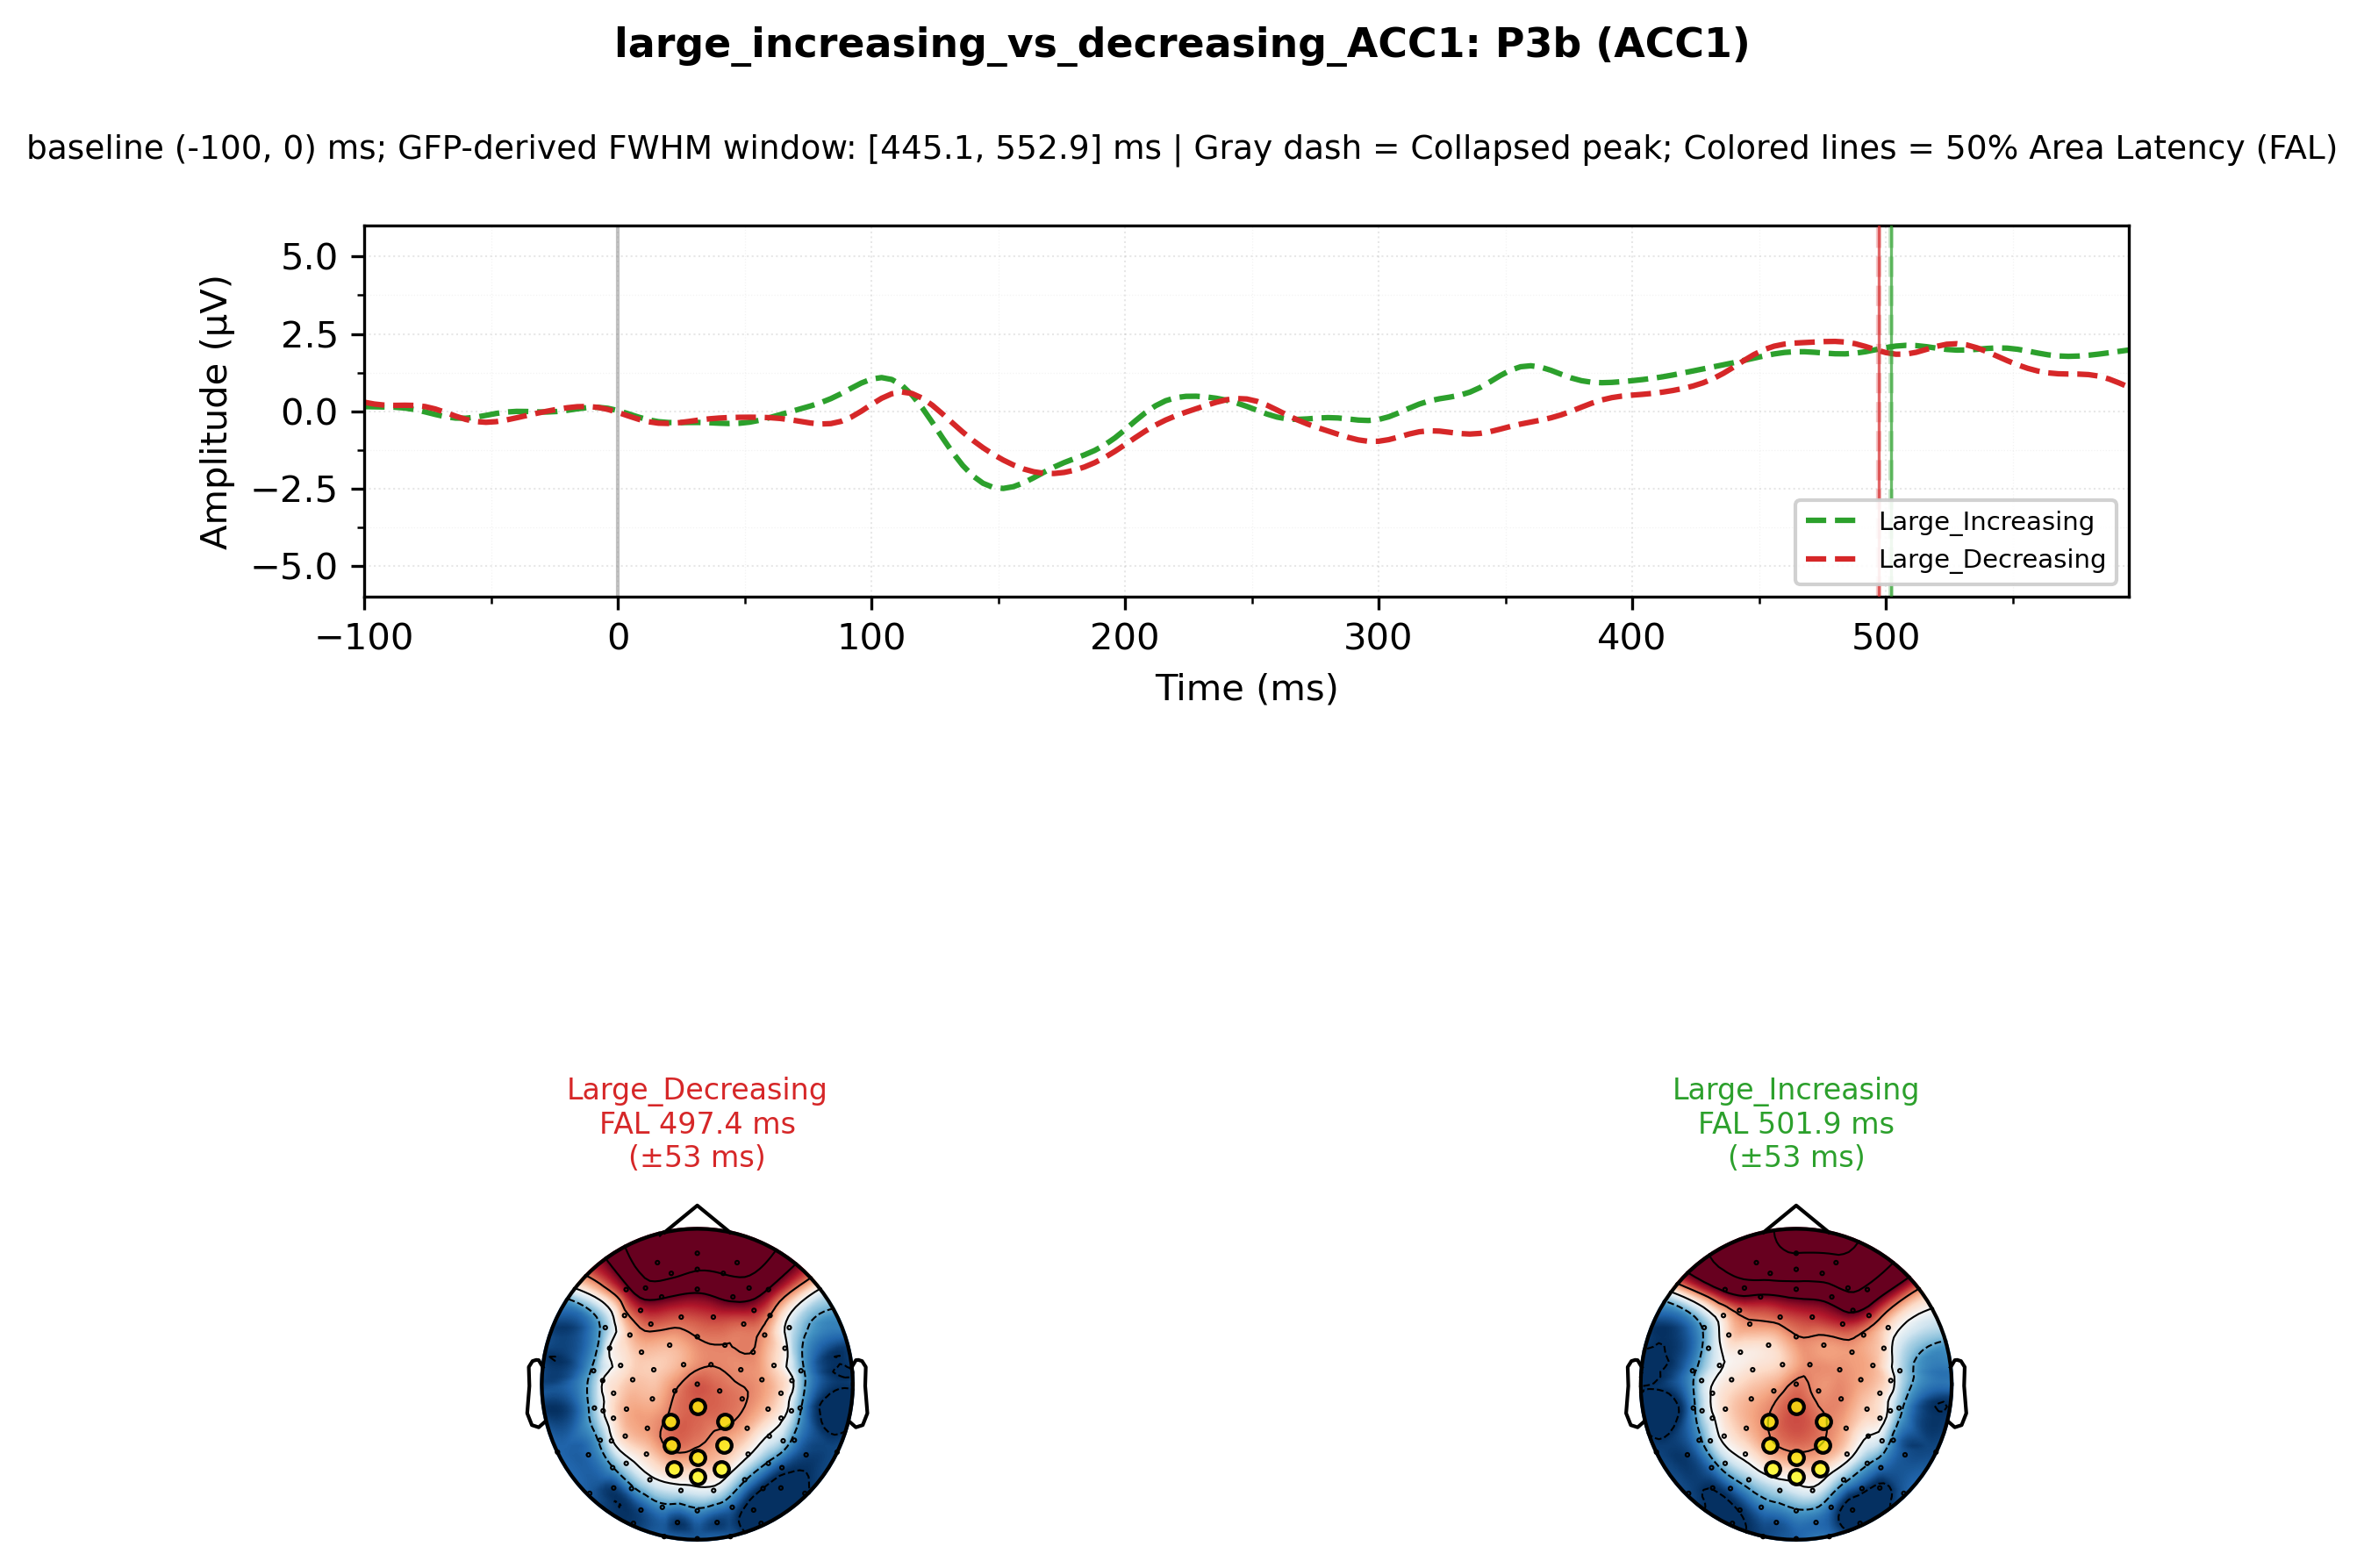 large_increasing_vs_decreasing_ACC1: P3b (ACC1)
baseline (-100, 0) ms; GFP-derived FWHM window: [445.1, 552.9] ms | Gray dash = Collapsed peak; Colored lines = 50% Area Latency (FAL)
Amplitude (µV)
5.0
2.5
0.0
−2.5
−5.0
Large_Increasing
Large_Decreasing
−100 0 100 200 300 400 500
Time (ms)
Large_Decreasing
FAL 497.4 ms
(±53 ms)
Large_Increasing
FAL 501.9 ms
(±53 ms)